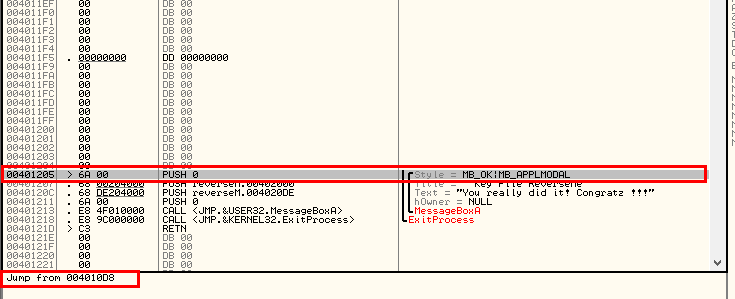 004011EF 00 DB 00
004011F0 00 DB 00
004011F1 00 DB 00
004011F2 00 DB 00
004011F3 00 DB 00
004011F4 00 DB 00
004011F5 . 00000000 DD 00000000
004011F9 00 DB 00
004011FA 00 DB 00
004011FB 00 DB 00
004011FC 00 DB 00
004011FD 00 DB 00
004011FE 00 DB 00
004011FF 00 DB 00
00401200 00 DB 00
00401201 00 DB 00
00401202 00 DB 00
00401203 00 DB 00
00401204 00 DB 00
00401205 > 6A 00 PUSH 0 Style = MB_OK|MB_APPLMODAL
00401207 . 68 00204000 PUSH reverseM.00402000 Title = " Key File ReverseMe
0040120C . 68 DE204000 PUSH reverseM.004020DE Text = "You really did it! Congratz !!!"
00401211 . 6A 00 PUSH 0 hOwner = NULL
00401213 . E8 4F010000 CALL <JMP.&USER32.MessageBoxA> MessageBoxA
00401218 . E8 9C000000 CALL <JMP.&KERNEL32.ExitProcess> ExitProcess
0040121D > C3 RETN
0040121E 00 DB 00
0040121F 00 DB 00
00401220 00 DB 00
00401221 00 DB 00
Jump from 004010D8